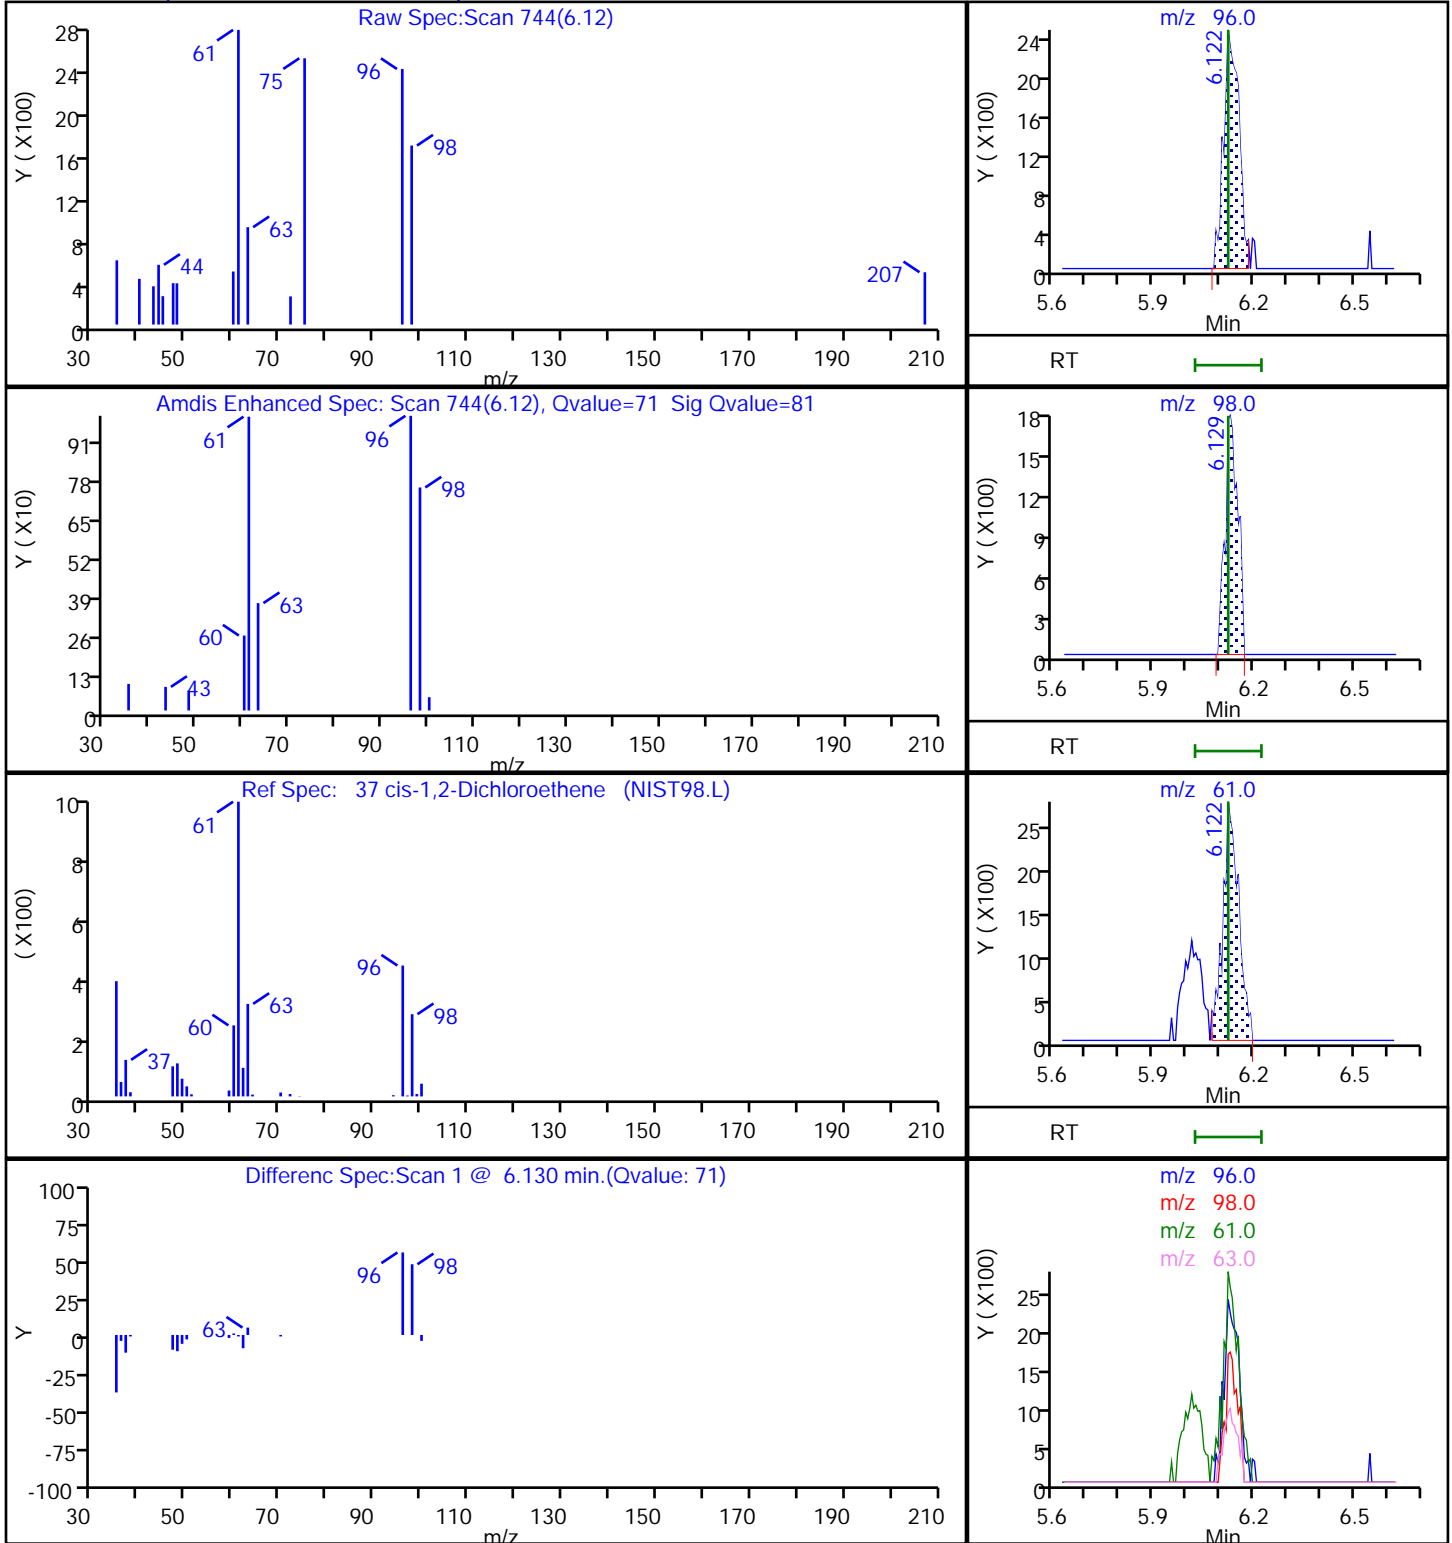 Raw Spec:Scan 744(6.12)
28
24
20
16
12
8
4
0
Y ( X100)
61
75
96
98
63
44
207
30 50 70 90 110 130 150 170 190 210
m/z
m/z 96.0
24
20
16
12
8
4
0
Y ( X100)
6.122
5.6 5.9 6.2 6.5
Min
RT
Amdis Enhanced Spec: Scan 744(6.12), Qvalue=71 Sig Qvalue=81
91
78
65
52
39
26
13
0
Y ( X10)
61
96
98
63
60
43
30 50 70 90 110 130 150 170 190 210
m/z
m/z 98.0
18
15
12
9
6
3
0
Y ( X100)
6.129
5.6 5.9 6.2 6.5
Min
RT
Ref Spec: 37 cis-1,2-Dichloroethene (NIST98.L)
10
8
6
4
2
0
( X100)
61
96
63
98
60
37
30 50 70 90 110 130 150 170 190 210
m/z 61.0
25
20
15
10
5
0
Y ( X100)
6.122
5.6 5.9 6.2 6.5
Min
RT
Differenc Spec:Scan 1 @ 6.130 min.(Qvalue: 71)
100
75
50
25
0
-25
-50
-75
-100
Y
96
98
63
30 50 70 90 110 130 150 170 190 210
m/z
m/z 96.0
m/z 98.0
m/z 61.0
m/z 63.0
25
20
15
10
5
0
Y ( X100)
5.6 5.9 6.2 6.5
Min